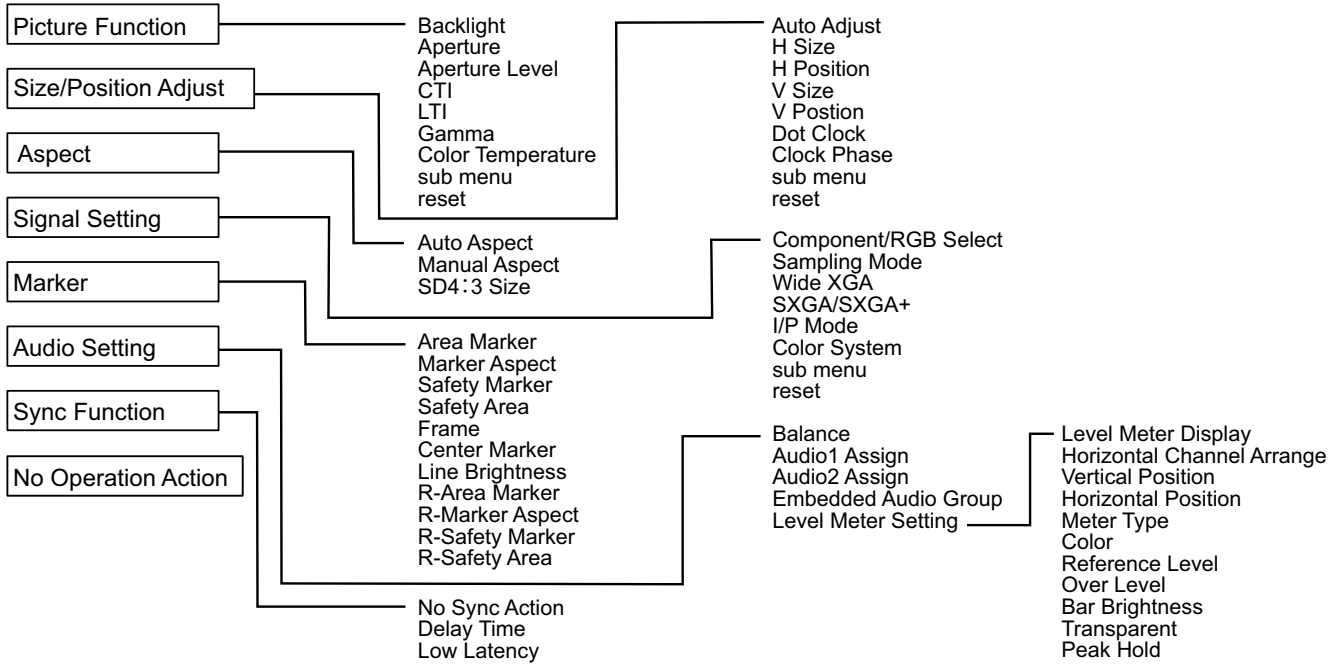 Picture Function
Size/Position Adjust
Aspect
Signal Setting
Marker
Audio Setting
Sync Function
No Operation Action
Backlight
Aperture
Aperture Level
CTI
LTI
Gamma
Color Temperature
sub menu
reset
Auto Adjust
H Size
H Position
V Size
V Postion
Dot Clock
Clock Phase
sub menu
reset
Auto Aspect
Manual Aspect
SD4:3 Size
Component/RGB Select
Sampling Mode
Wide XGA
SXGA/SXGA+
I/P Mode
Color System
sub menu
reset
Area Marker
Marker Aspect
Safety Marker
Safety Area
Frame
Center Marker
Line Brightness
R-Area Marker
R-Marker Aspect
R-Safety Marker
R-Safety Area
Balance
Audio1 Assign
Audio2 Assign
Embedded Audio Group
Level Meter Setting
Level Meter Display
Horizontal Channel Arrange
Vertical Position
Horizontal Position
Meter Type
Color
Reference Level
Over Level
Bar Brightness
Transparent
Peak Hold
No Sync Action
Delay Time
Low Latency